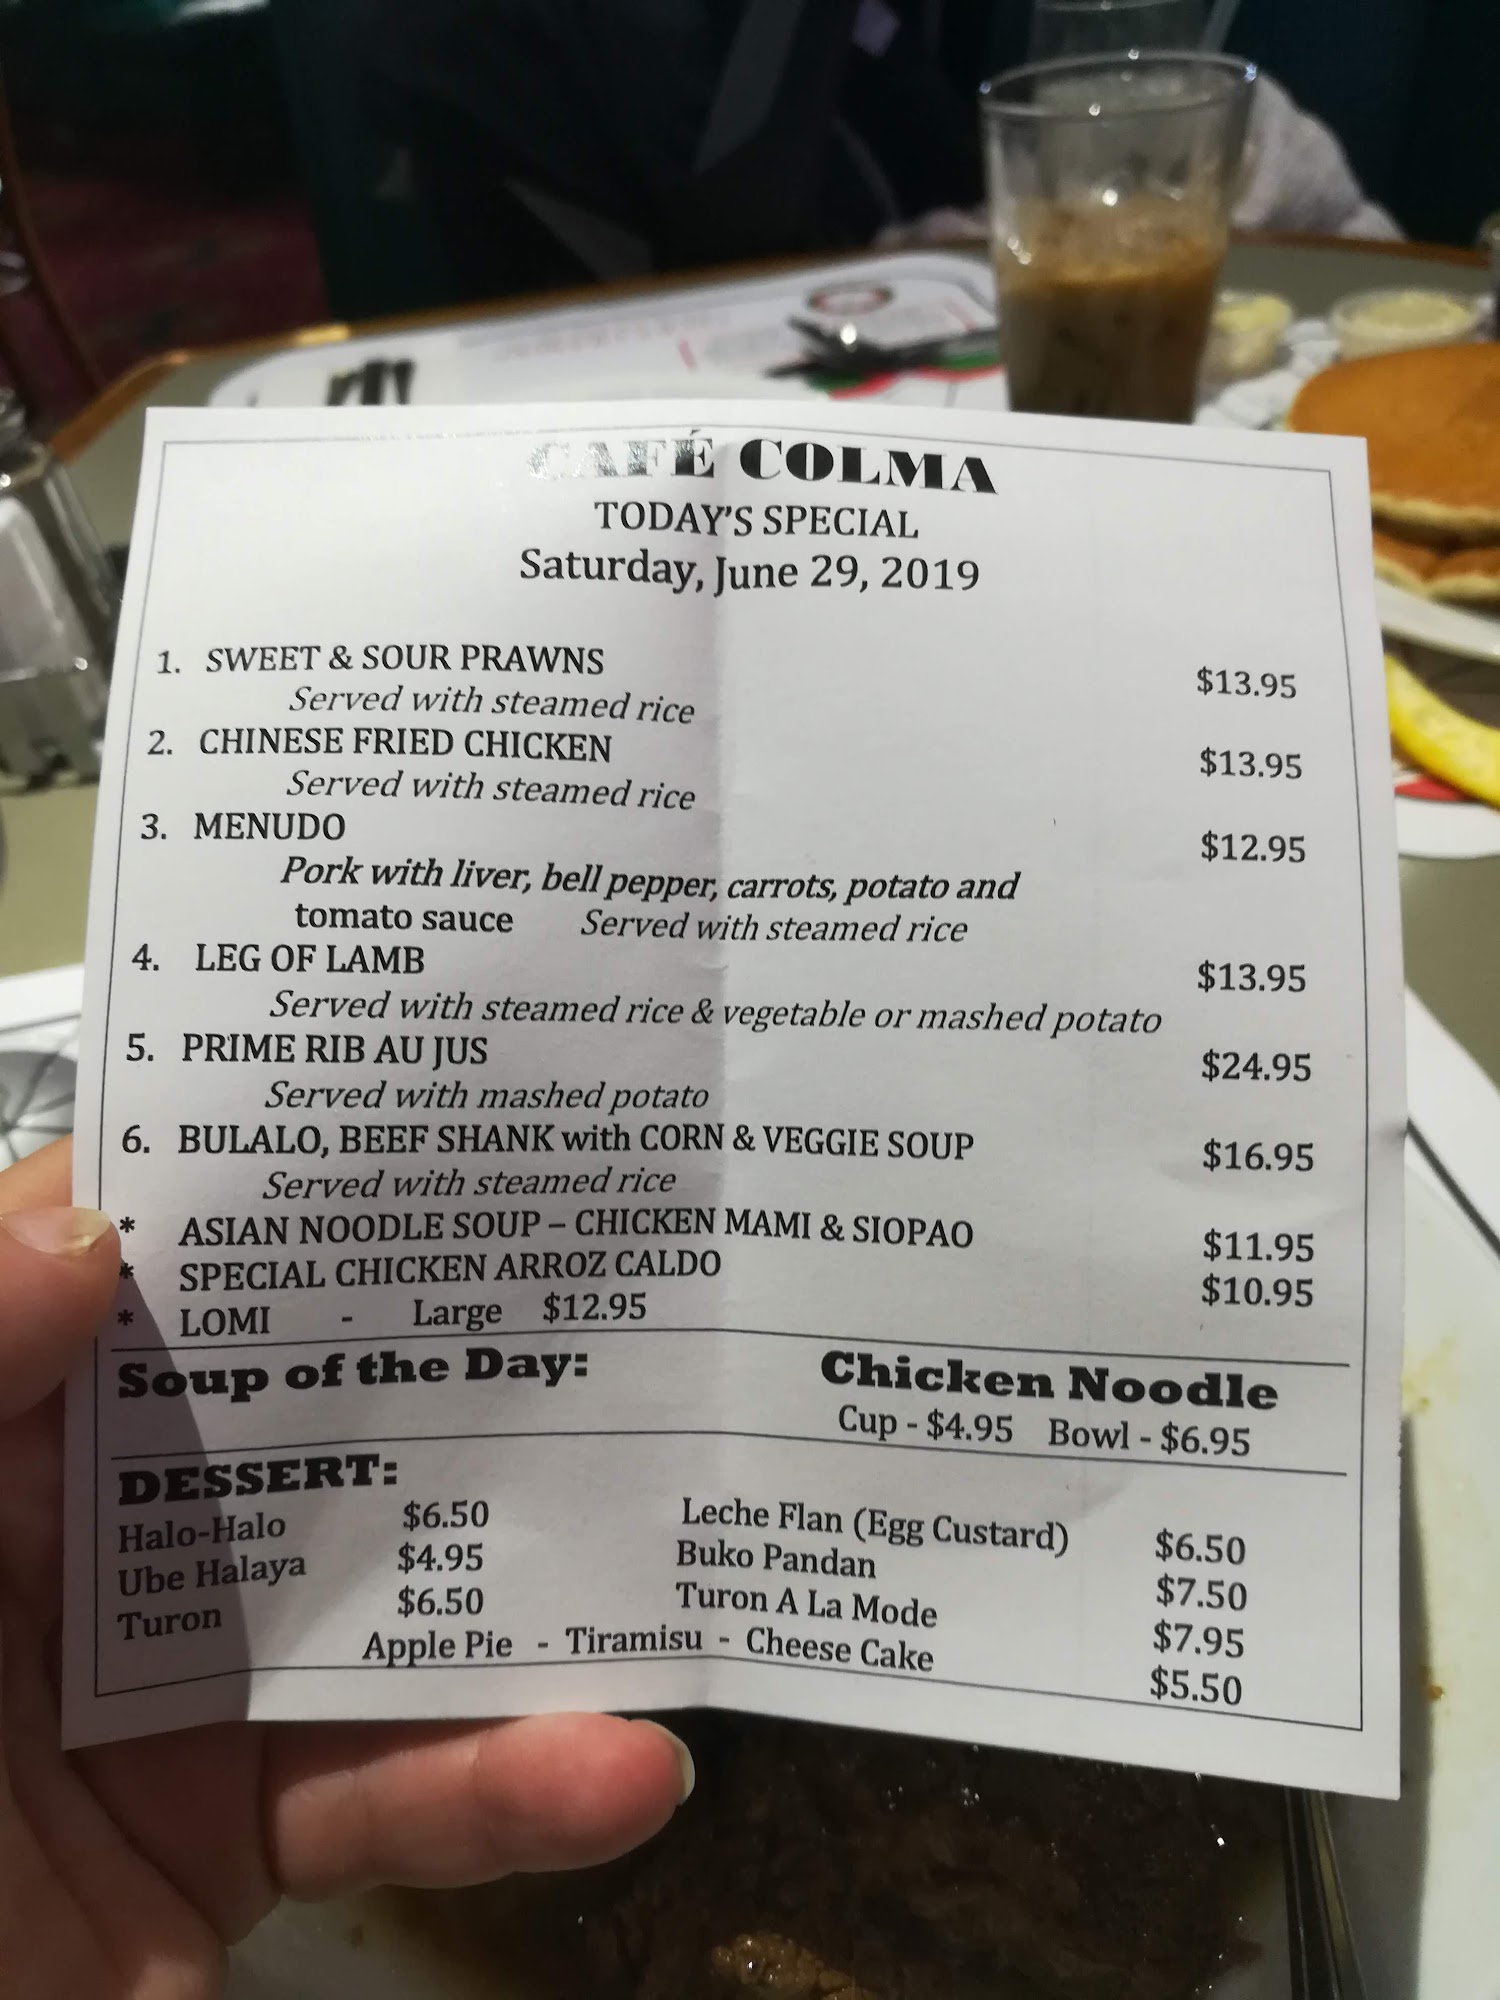 CAFÉ COLMA
TODAY'S SPECIAL
Saturday, June 29, 2019
1. SWEET & SOUR PRAWNS $13.95
Served with steamed rice
2. CHINESE FRIED CHICKEN $13.95
Served with steamed rice
3. MENUDO $12.95
Pork with liver, bell pepper, carrots, potato and
tomato sauce Served with steamed rice
4. LEG OF LAMB $13.95
Served with steamed rice & vegetable or mashed potato
5. PRIME RIB AU JUS $24.95
Served with mashed potato
6. BULALO, BEEF SHANK with CORN & VEGGIE SOUP $16.95
Served with steamed rice
* ASIAN NOODLE SOUP – CHICKEN MAMI & SIOPAO $11.95
* SPECIAL CHICKEN ARROZ CALDO $10.95
* LOMI - Large $12.95
Soup of the Day: Chicken Noodle
Cup - $4.95 Bowl - $6.95
DESSERT:
Halo-Halo $6.50 Leche Flan (Egg Custard) $6.50
Ube Halaya $4.95 Buko Pandan $7.50
Turon $6.50 Turon A La Mode $7.95
Apple Pie - Tiramisu - Cheese Cake $5.50